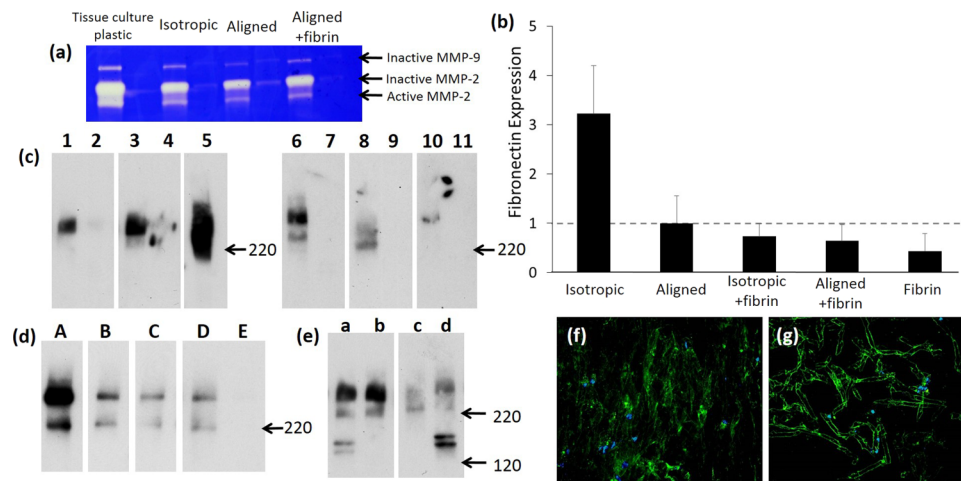 Tissue culture plastic
Isotropic
Aligned
Aligned +fibrin
(a)
Inactive MMP-9
Inactive MMP-2
Active MMP-2
(b)
Fibronectin Expression
5
4
3
2
1
0
Isotropic
Aligned
Isotropic +fibrin
Aligned +fibrin
Fibrin
(c)
1 2 3 4 5
220
6 7 8 9 10 11
220
(d)
A B C D E
220
(e)
a b c d
220
120
(f)
(g)